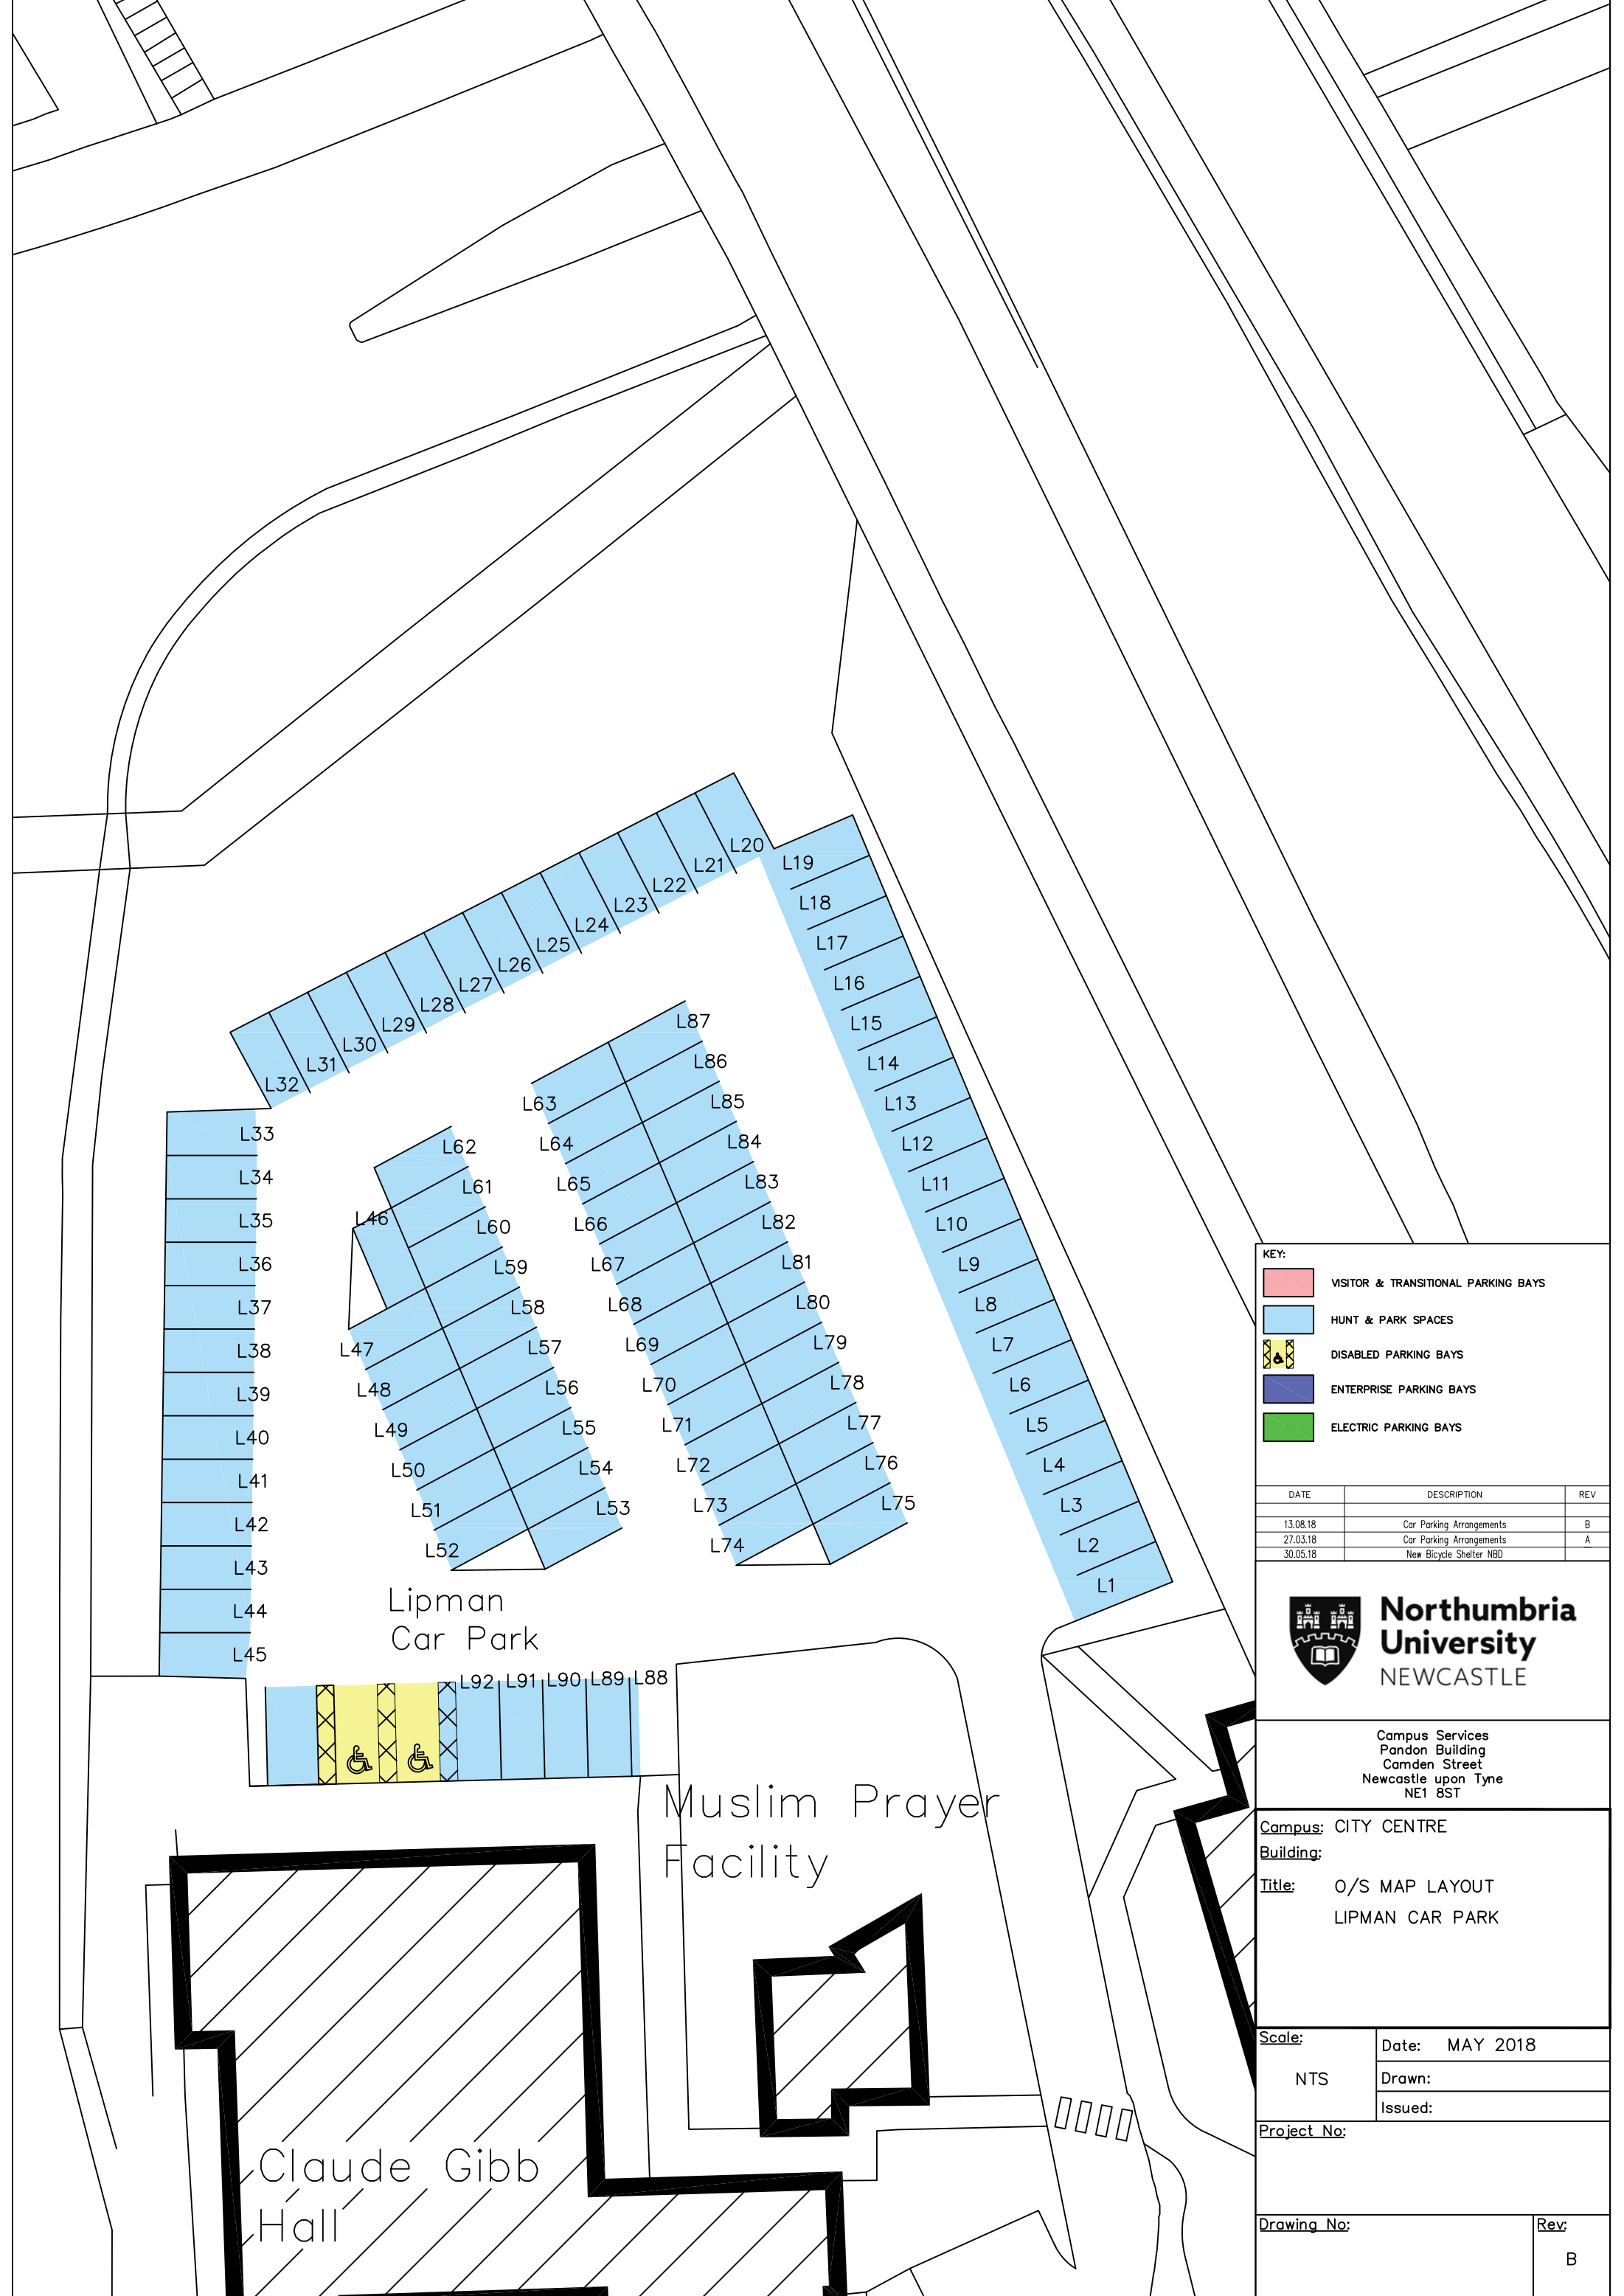 L20
L19
L21
L22
L18
L23
L24
L17
L25
L26
L16
L27
L28
L15
L29
L30
L14
L31
L32
L87
L86
L63
L85
L13
L33
L62
L64
L84
L12
L34
L61
L65
L83
L11
L35
L46
L60
L66
L82
L10
L36
L59
L67
L81
L9
L37
L58
L68
L80
L8
L38
L47
L57
L69
L79
L7
L39
L48
L56
L70
L78
L6
L40
L49
L55
L71
L77
L5
L41
L50
L54
L72
L76
L4
L42
L51
L53
L73
L75
L3
L43
L52
L74
L2
L44
L1
L45
Lipman
Car Park
L92
L91
L90
L89
L88
Muslim Prayer
Facility
Claude Gibb
Hall
KEY:
VISITOR & TRANSITIONAL PARKING BAYS
HUNT & PARK SPACES
DISABLED PARKING BAYS
ENTERPRISE PARKING BAYS
ELECTRIC PARKING BAYS
DATE DESCRIPTION REV
13.08.18 Car Parking Arrangements B
27.03.18 Car Parking Arrangements A
30.05.18 New Bicycle Shelter NBD
Northumbria
University
NEWCASTLE
Campus Services
Pandon Building
Camden Street
Newcastle upon Tyne
NE1 8ST
Campus: CITY CENTRE
Building:
Title: O/S MAP LAYOUT
LIPMAN CAR PARK
Scale:
NTS
Date: MAY 2018
Drawn:
Issued:
Project No:
Drawing No:
Rev:
B